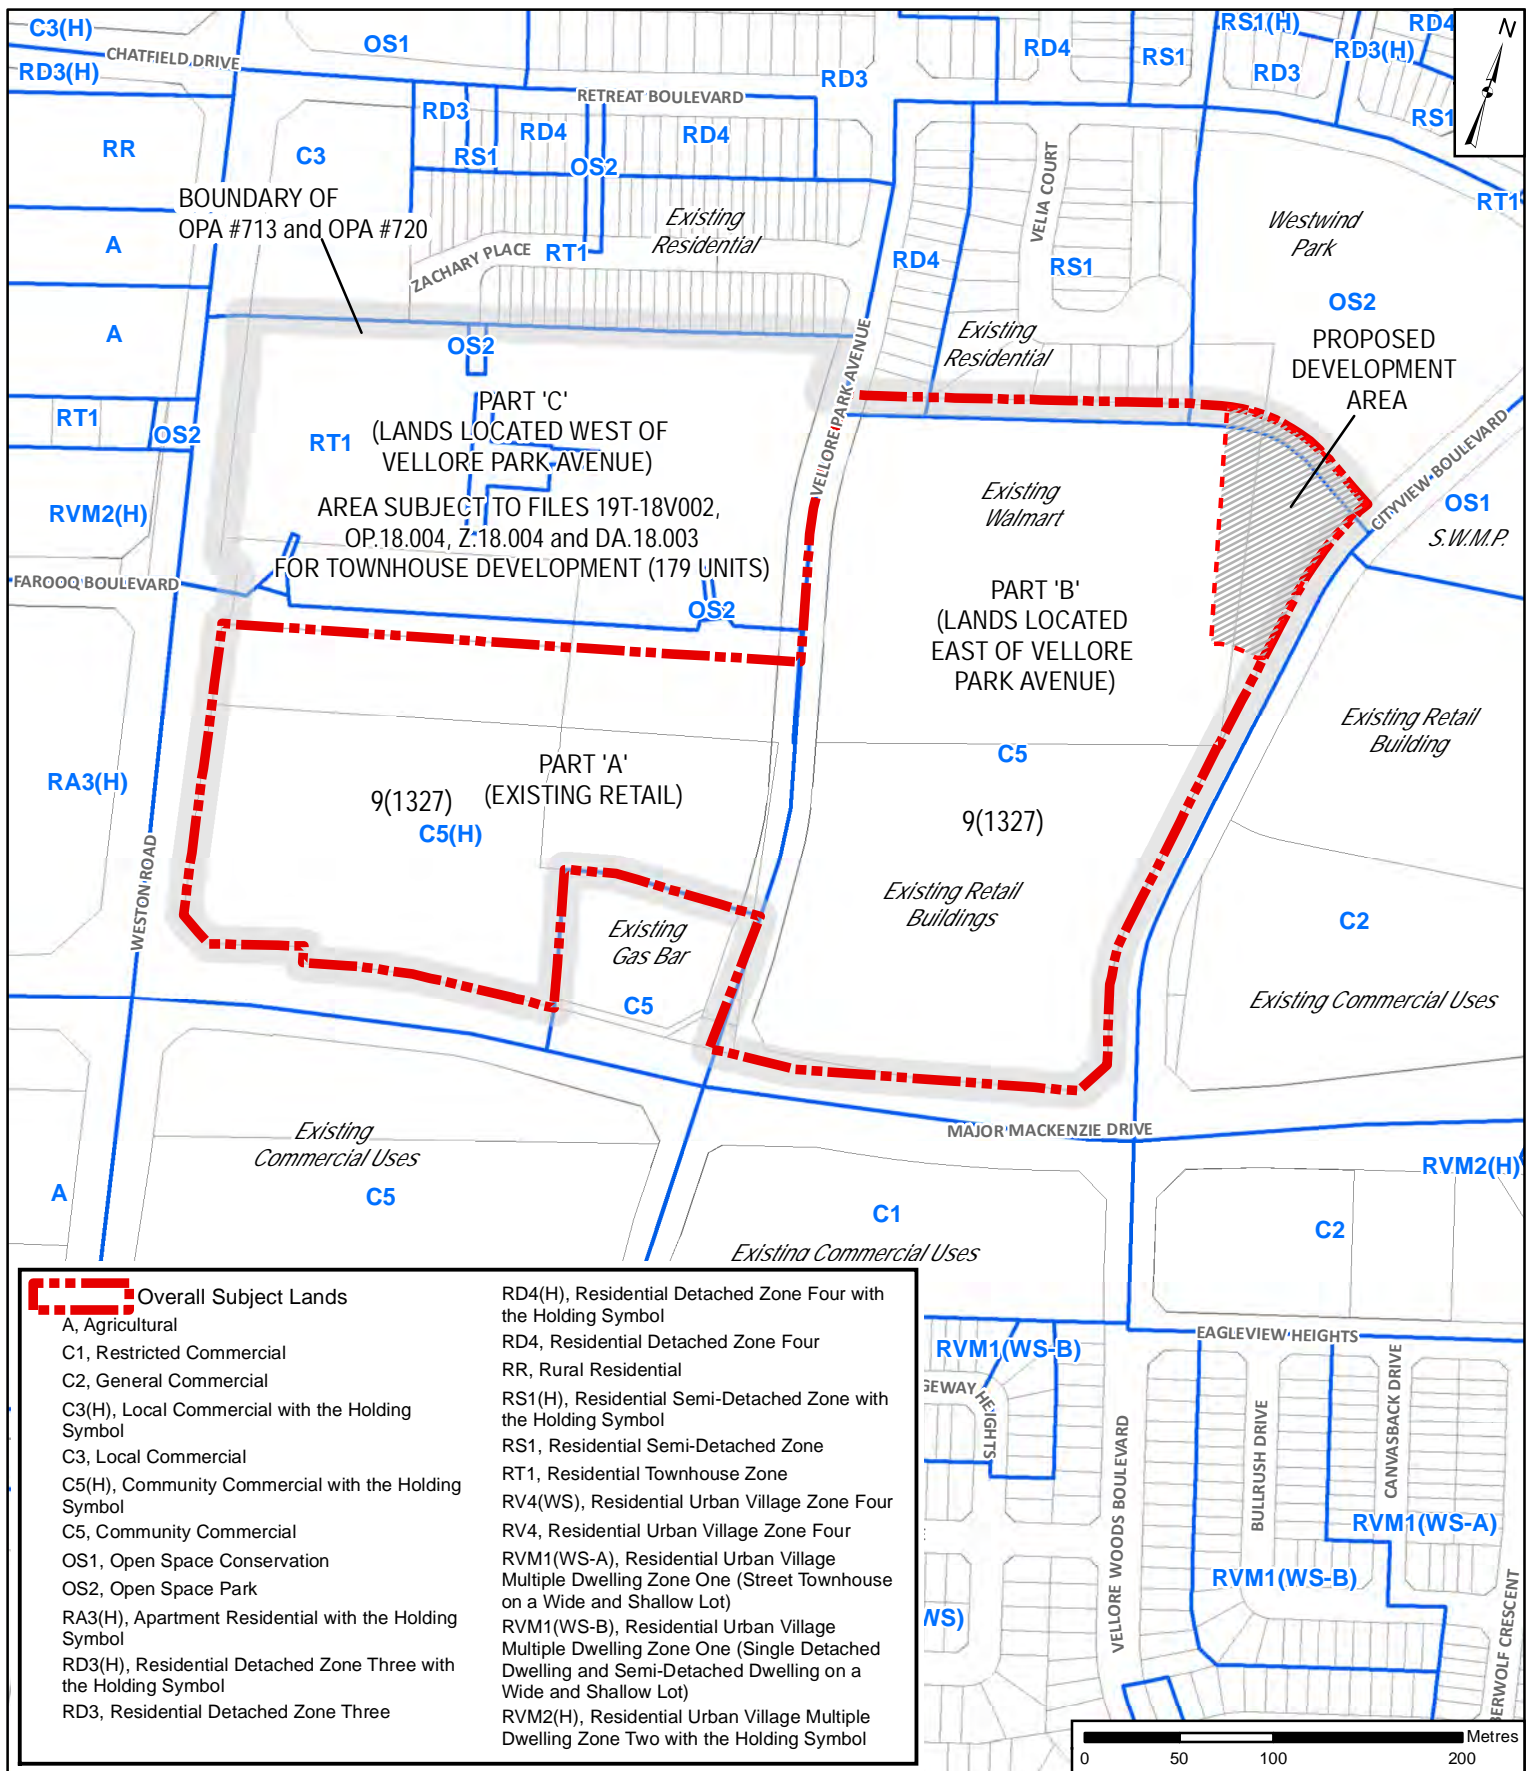 C3(H)
CHATFIELD DRIVE
OS1
RD3(H)
RD3
RD4
RS1
RS1(H)
RD3
RD3(H)
RD4
RS1
N
RETREAT BOULEVARD
RR
C3
RD3
RS1
RD4
OS2
RD4
BOUNDARY OF
OPA #713 and OPA #720
Existing
Residential
ZACHARY PLACE
RT1
RD4
VELIA COURT
RS1
Westwind
Park
RT1
OS2
A
A
OS2
VELLORE PARK AVENUE
Existing
Residential
PROPOSED
DEVELOPMENT
AREA
RT1
OS2
RT1
PART 'C'
(LANDS LOCATED WEST OF
VELLORE PARK AVENUE)
AREA SUBJECT TO FILES 19T-18V002,
OP.18.004, Z.18.004 and DA.18.003
FOR TOWNHOUSE DEVELOPMENT (179 UNITS)
OS2
Existing
Walmart
CITYVIEW BOULEVARD
OS1
S.W.M.P.
RVM2(H)
FAROOQ BOULEVARD
PART 'B'
(LANDS LOCATED
EAST OF VELLORE
PARK AVENUE)
C5
9(1327)
Existing Retail
Buildings
Existing Retail
Building
RA3(H)
WESTON ROAD
PART 'A'
(EXISTING RETAIL)
9(1327)
C5(H)
Existing
Gas Bar
C5
C2
Existing Commercial Uses
MAJOR MACKENZIE DRIVE
A
Existing
Commercial Uses
C5
C1
Existing Commercial Uses
RVM2(H)
C2
Overall Subject Lands
A, Agricultural
C1, Restricted Commercial
C2, General Commercial
C3(H), Local Commercial with the Holding
Symbol
C3, Local Commercial
C5(H), Community Commercial with the Holding
Symbol
C5, Community Commercial
OS1, Open Space Conservation
OS2, Open Space Park
RA3(H), Apartment Residential with the Holding
Symbol
RD3(H), Residential Detached Zone Three with
the Holding Symbol
RD3, Residential Detached Zone Three
RD4(H), Residential Detached Zone Four with
the Holding Symbol
RD4, Residential Detached Zone Four
RR, Rural Residential
RS1(H), Residential Semi-Detached Zone with
the Holding Symbol
RS1, Residential Semi-Detached Zone
RT1, Residential Townhouse Zone
RV4(WS), Residential Urban Village Zone Four
RV4, Residential Urban Village Zone Four
RVM1(WS-A), Residential Urban Village
Multiple Dwelling Zone One (Street Townhouse
on a Wide and Shallow Lot)
RVM1(WS-B), Residential Urban Village
Multiple Dwelling Zone One (Single Detached
Dwelling and Semi-Detached Dwelling on a
Wide and Shallow Lot)
RVM2(H), Residential Urban Village Multiple
Dwelling Zone Two with the Holding Symbol
EAGLEVIEW HEIGHTS
RVM1(WS-B)
GEWAY HEIGHTS
VELLORE WOODS BOULEVARD
BULLRUSH DRIVE
CANVASBACK DRIVE
RVM1(WS-A)
RVM1(WS-B)
WS)
BERWOLF CRESCENT
Metres
0 50 100 200